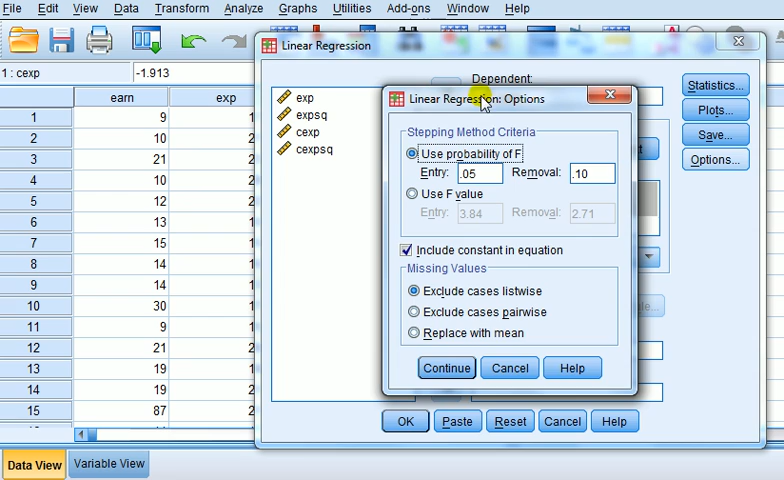 File Edit View Data Transform Analyze Graphs Utilities Add-ons Window Help
Linear Regression
1 : cexp -1.913
Dependent:
earn exp
exp
expsq
cexp
cexpsq
Statistics...
Plots...
Save...
Options...
Linear Regression: Options
Stepping Method Criteria
Use probability of F
Entry: .05 Removal: .10
Use F value
Entry: 3.84 Removal: 2.71
Include constant in equation
Missing Values
Exclude cases listwise
Exclude cases pairwise
Replace with mean
Continue Cancel Help
OK Paste Reset Cancel Help
1 9
2 10
3 21
4 10
5 12
6 13
7 15
8 14
9 14
10 30
11 9
12 21
13 19
14 19
15 87
Data View Variable View